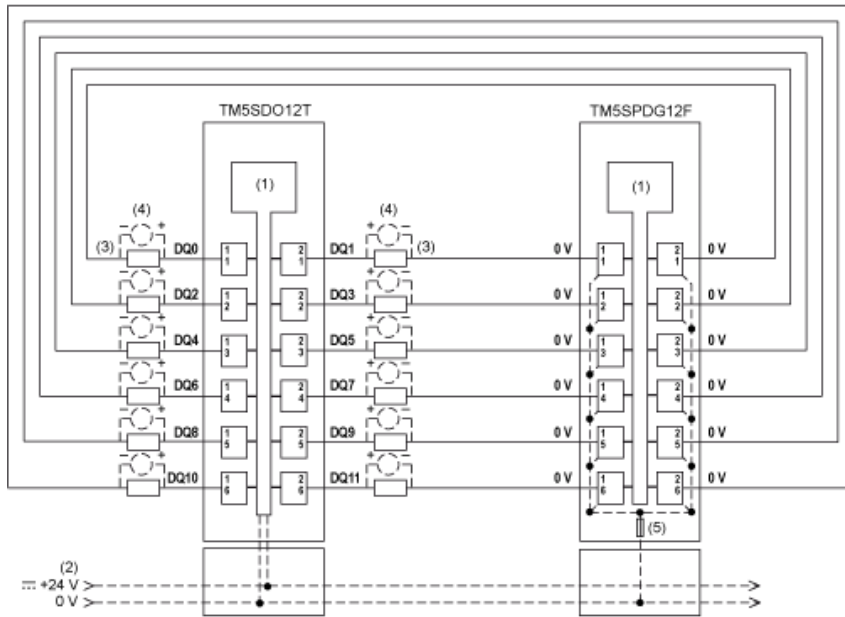 TM5SDO12T TM5SPDG12F
(1) (1)
(4) (4)
+ − − +
(3) DQ0 1 1 2 1 DQ1 (3) 0 V 1 1 2 1 0 V
+ +
DQ2 1 2 2 2 DQ3 0 V 1 2 2 2 0 V
+ +
DQ4 1 3 2 3 DQ5 0 V 1 3 2 3 0 V
+ +
DQ6 1 4 2 4 DQ7 0 V 1 4 2 4 0 V
+ +
DQ8 1 5 2 5 DQ9 0 V 1 5 2 5 0 V
+ +
DQ10 1 6 2 6 DQ11 0 V 1 6 2 6 0 V
(5)
(2)
+24 V
0 V